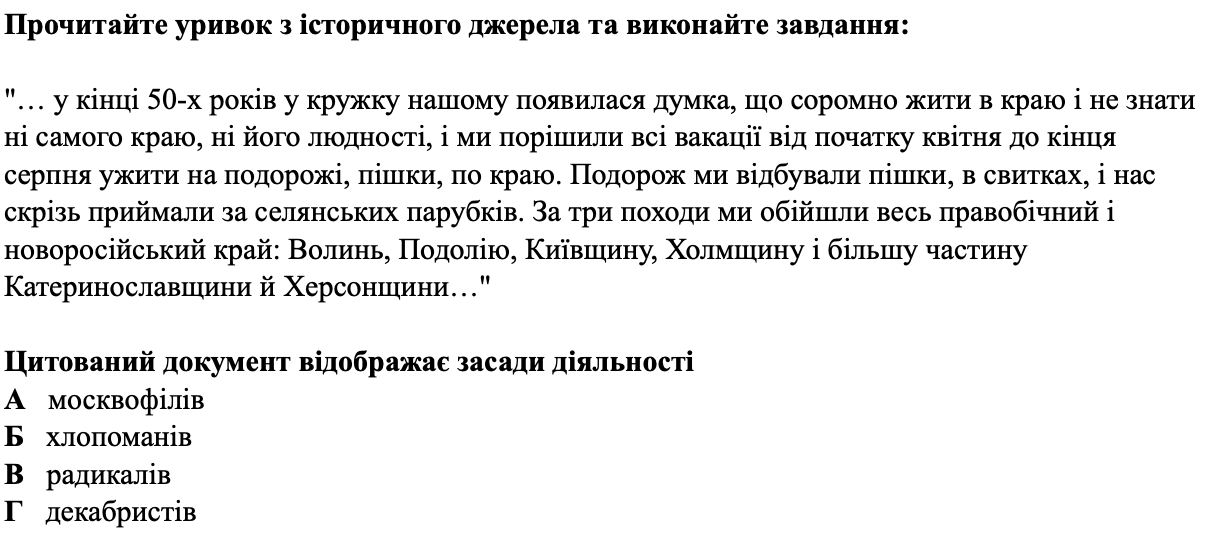 Прочитайте уривок з історичного джерела та виконайте завдання:
"… у кінці 50-х років у кружку нашому появилася думка, що соромно жити в краю і не знати
ні самого краю, ні його людності, і ми порішили всі вакації від початку квітня до кінця
серпня ужити на подорожі, пішки, по краю. Подорож ми відбували пішки, в свитках, і нас
скрізь приймали за селянських парубків. За три походи ми обійшли весь правобічний і
новоросійський край: Волинь, Подолію, Київщину, Холмщину і більшу частину
Катеринославщини й Херсонщини…"
Цитований документ відображає засади діяльності
А москвофілів
Б хлопоманів
В радикалів
Г декабристів